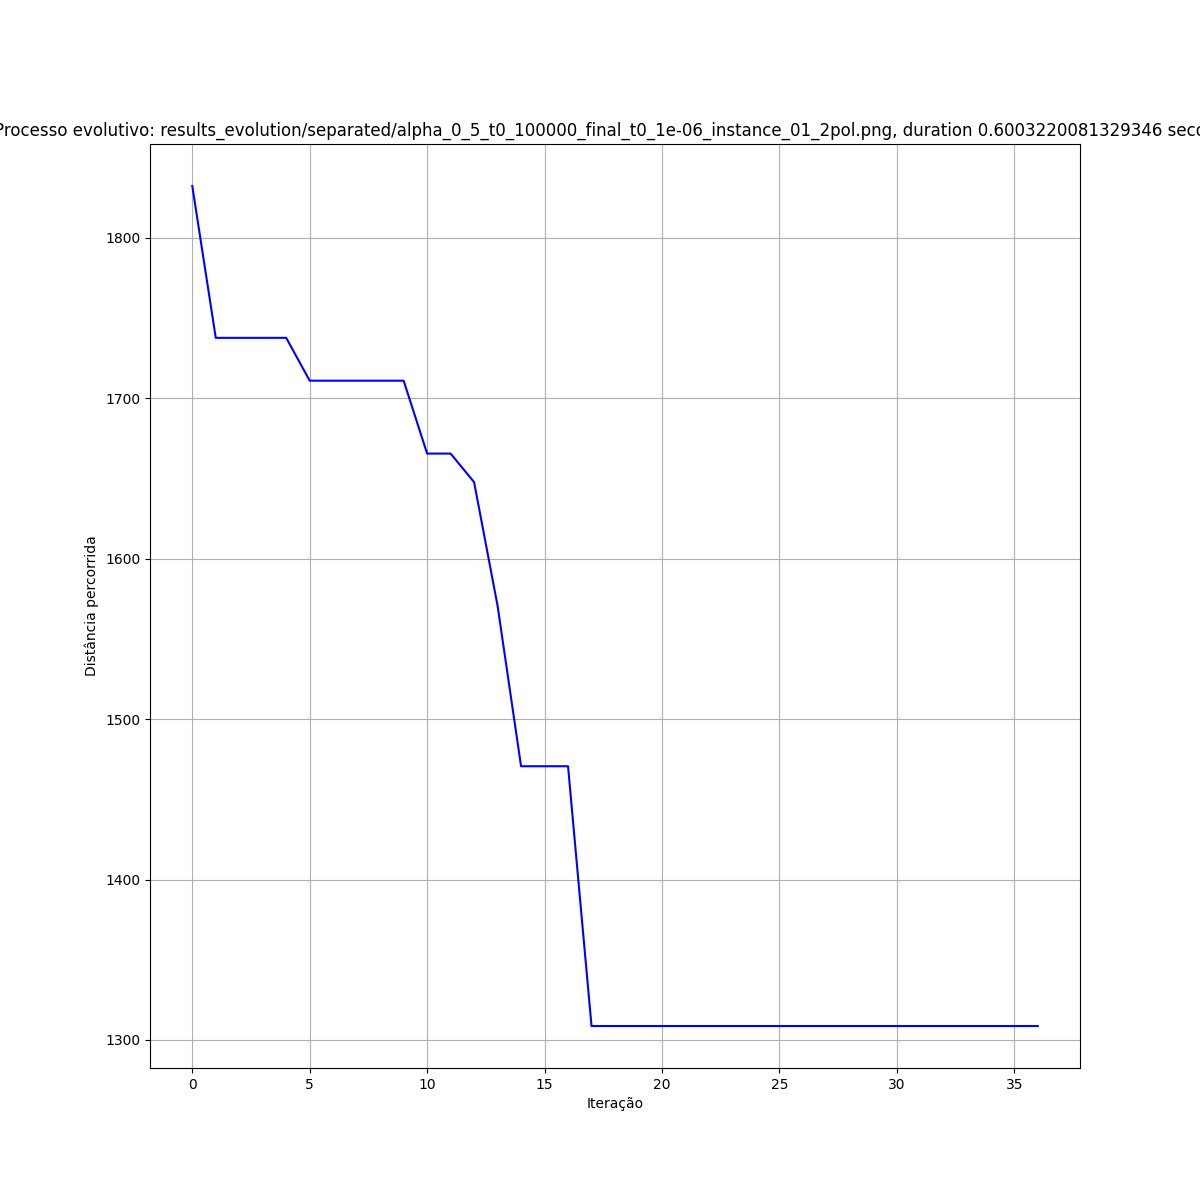 Processo evolutivo: results_evolution/separated/alpha_0_5_t0_100000_final_t0_1e-06_instance_01_2pol.png, duration 0.6003220081329346
1800
1700
1600
1500
1400
1300
Distância percorrida
0 5 10 15 20 25 30 35
Iteração